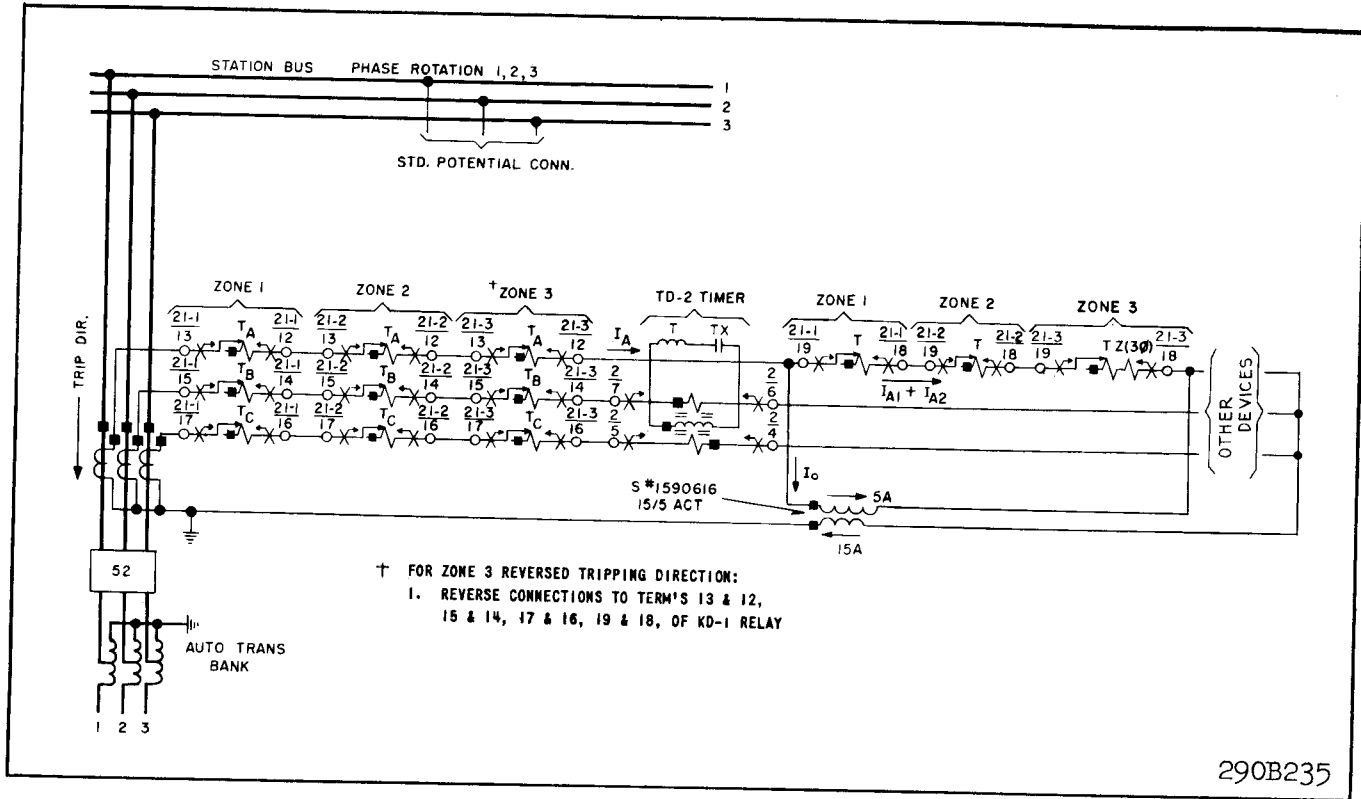 STATION BUS PHASE ROTATION 1,2,3
1
2
3
STD. POTENTIAL CONN.
TRIP DIR.
ZONE 1
ZONE 2
† ZONE 3
TD-2 TIMER
ZONE 1
ZONE 2
ZONE 3
21-1 13 TA 21-1 12 21-2 13 TA 21-2 12 21-3 13 TA 21-3 12 IA
T TX
21-1 19 T 21-1 18 21-2 19 T 21-2 18 21-3 19 T Z(3Ø) 21-3 18
IA1 + IA2
21-1 15 TB 21-1 14 21-2 15 TB 21-2 14 21-3 15 TB 21-3 14 2 7 2 6
21-1 17 TC 21-1 16 21-2 17 TC 21-2 16 21-3 17 TC 21-3 16 2 5 2 4
OTHER
DEVICES
Io
S#1590616
15/5 ACT
5A
15A
52
† FOR ZONE 3 REVERSED TRIPPING DIRECTION:
1. REVERSE CONNECTIONS TO TERM'S 13 & 12,
15 & 14, 17 & 16, 19 & 18, OF KD-1 RELAY
AUTO TRANS
BANK
1 2 3
290B235